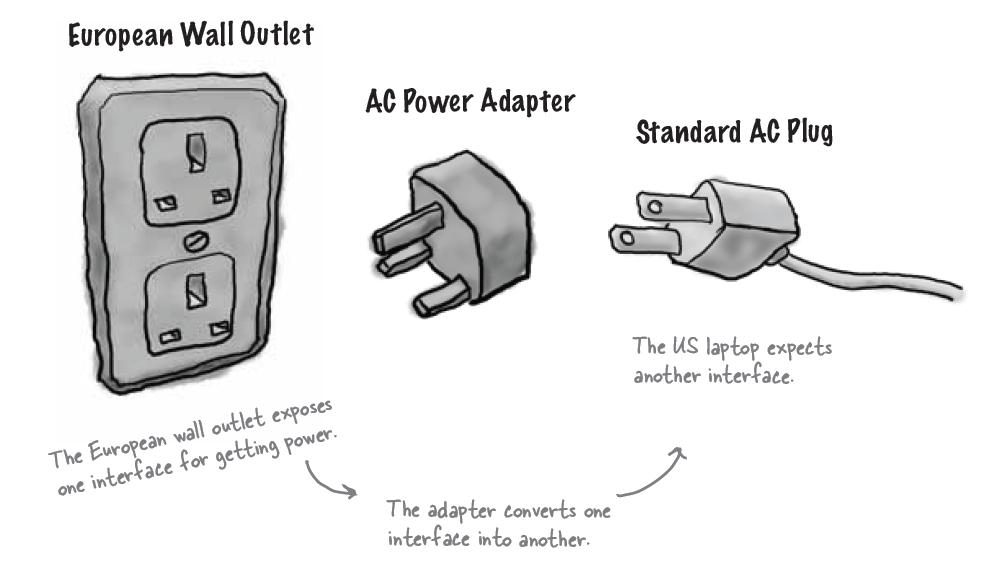 European Wall Outlet
AC Power Adapter
Standard AC Plug
The US laptop expects
another interface.
The European wall outlet exposes
one interface for getting power.
The adapter converts one
interface into another.